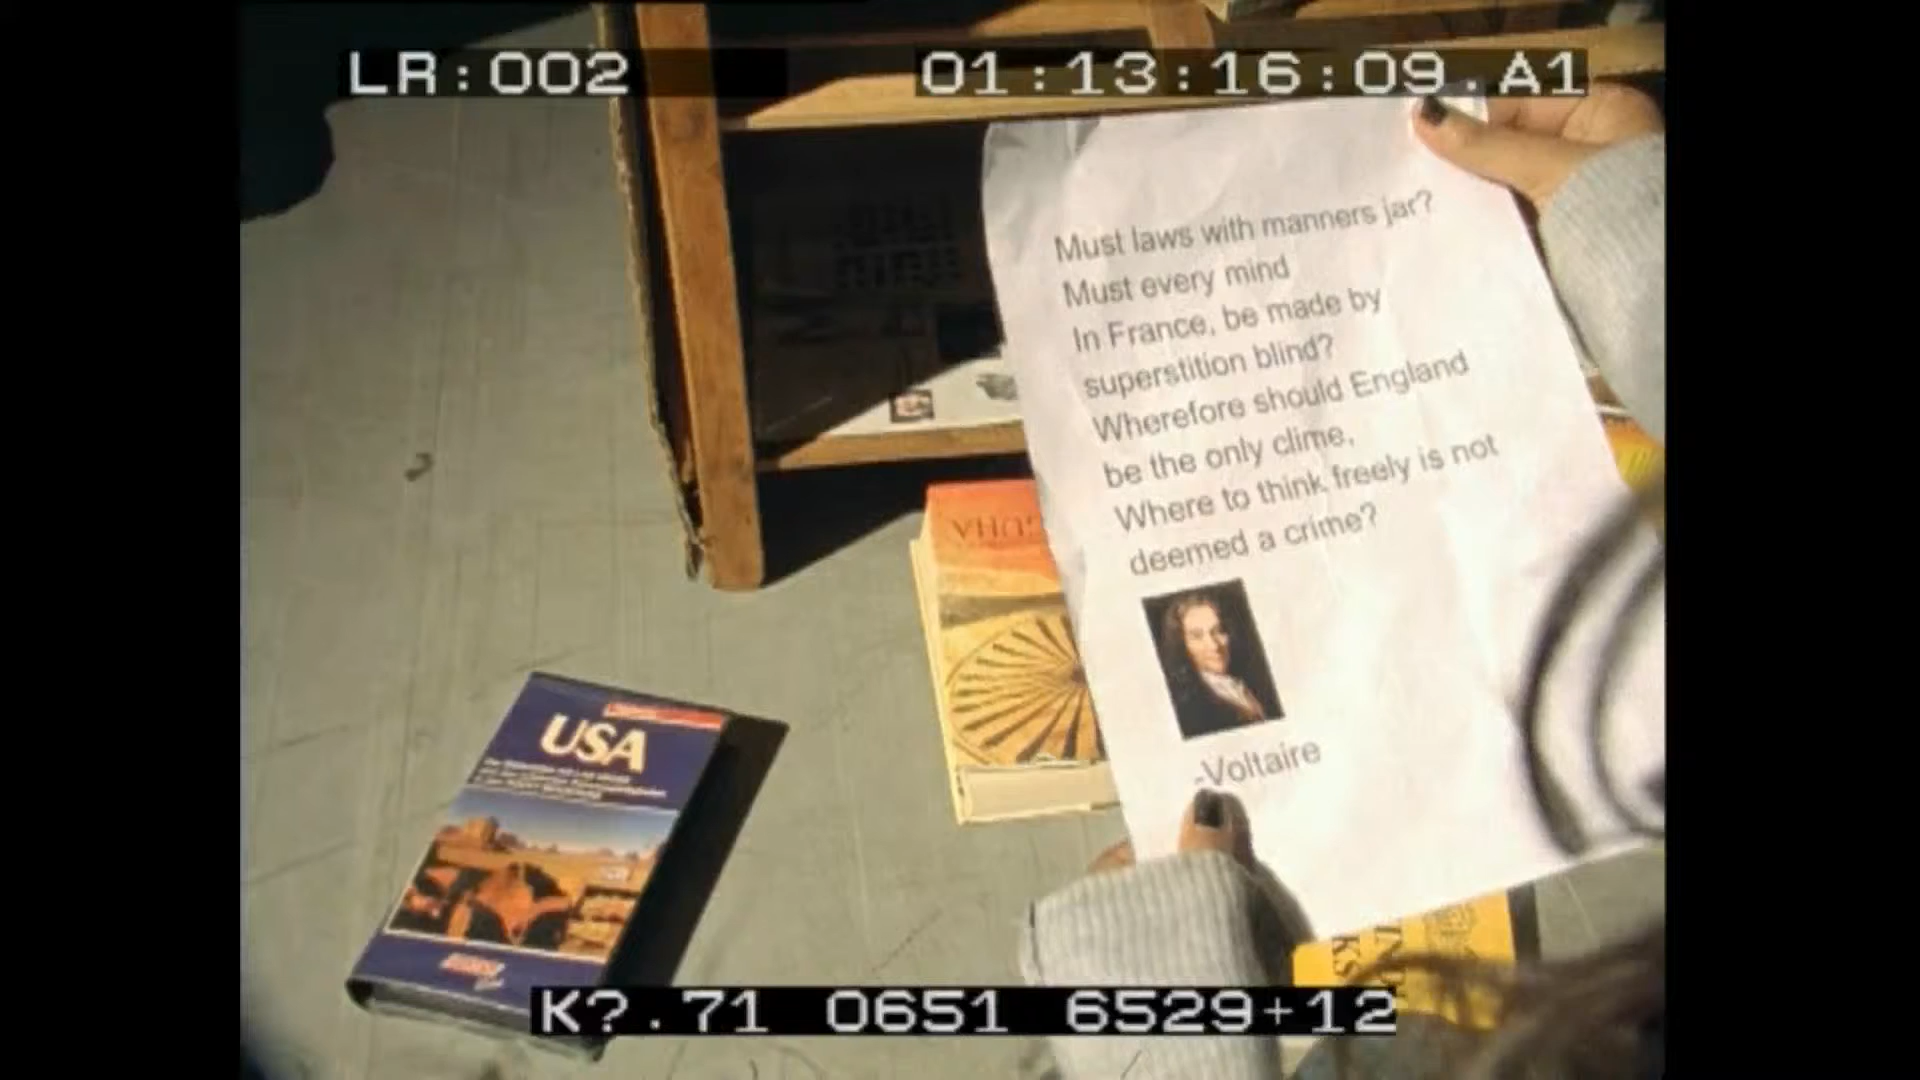 LR:002
01:13:16:09.A1
Must laws with manners jar?
Must every mind
In France, be made by
superstition blind?
Wherefore should England
be the only clime,
Where to think freely is not
deemed a crime?
-Voltaire
USA
K?.71 0651 6529+12